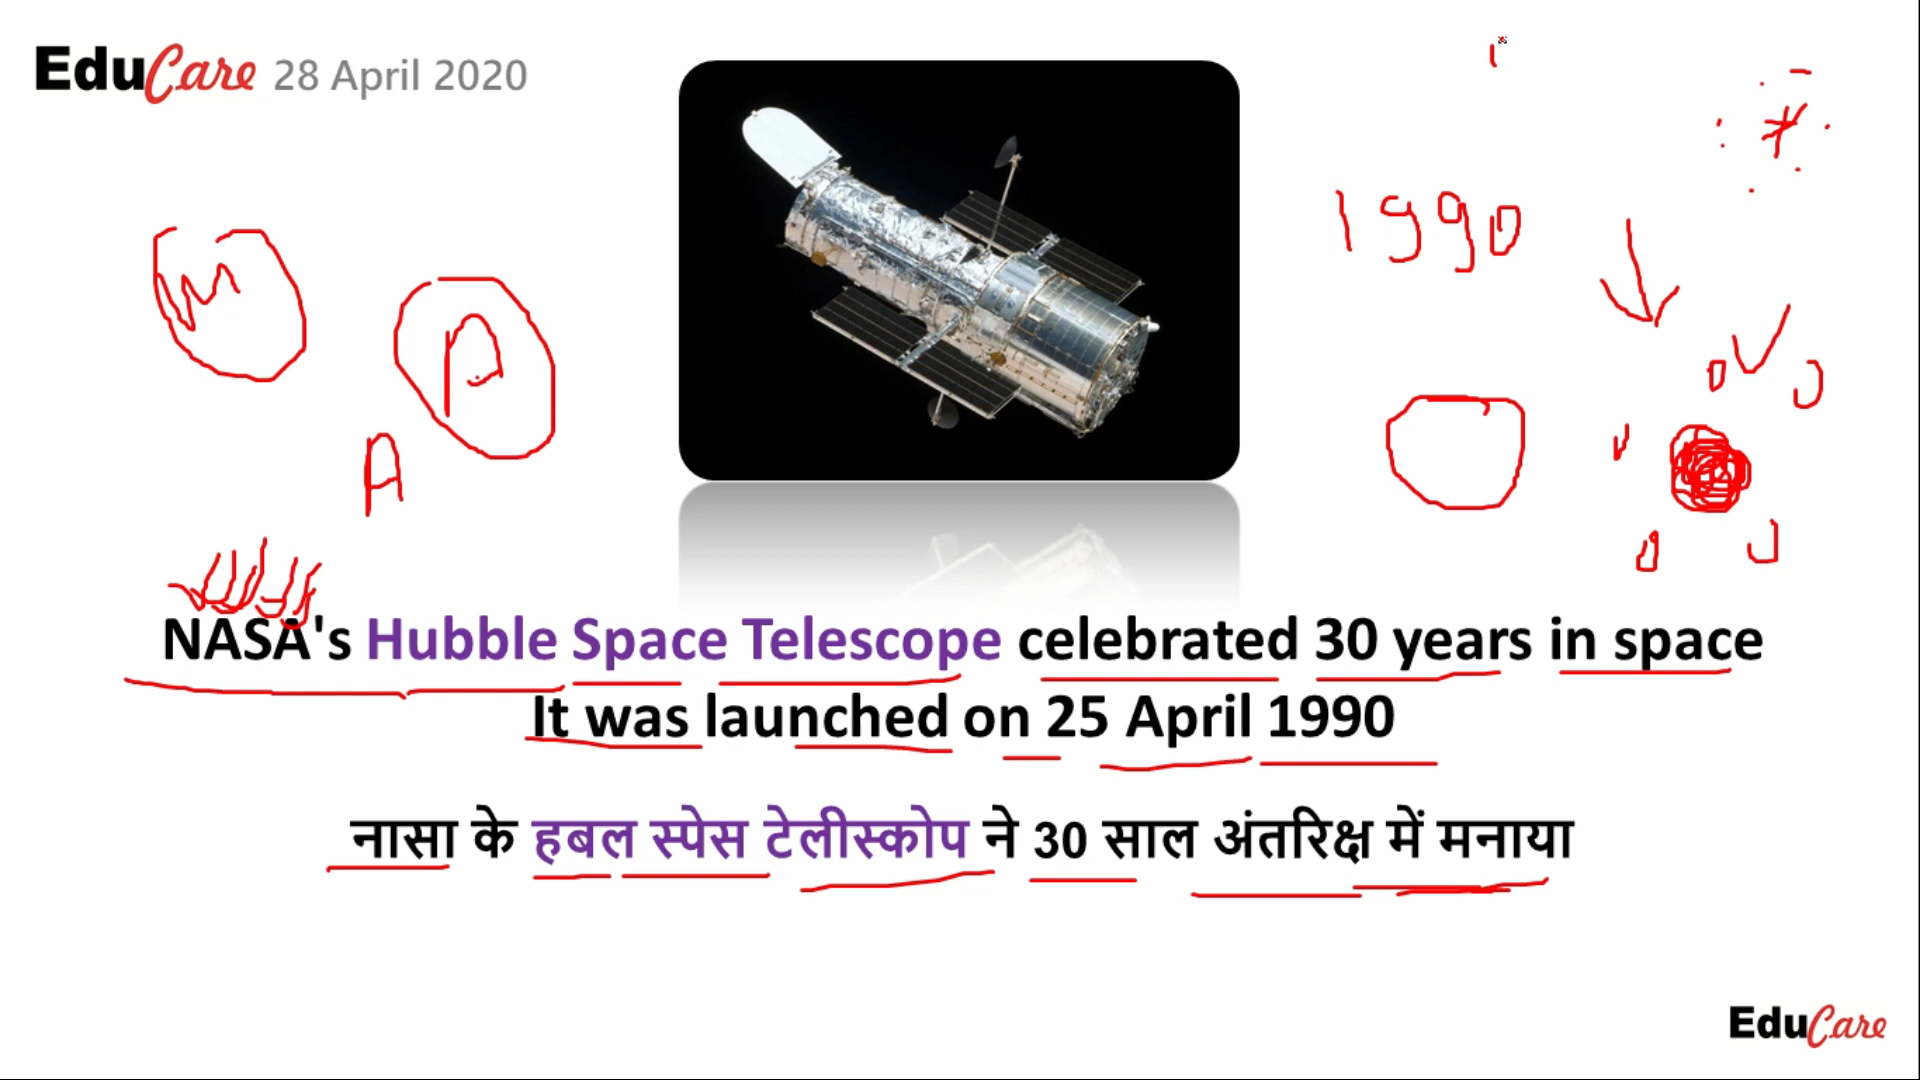 EduCare 28 April 2020
1990
M
A
A
NASA's Hubble Space Telescope celebrated 30 years in space
It was launched on 25 April 1990
नासा के हबल स्पेस टेलीस्कोप ने 30 साल अंतरिक्ष में मनाया
EduCare